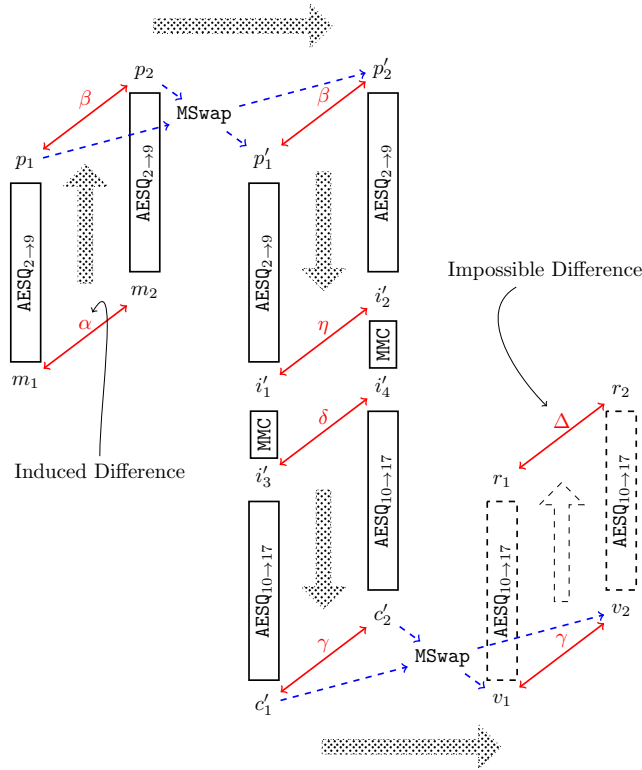 p₂
p′₂
β
MSwap
β
p₁
p′₁
AESQ₂→₉
AESQ₂→₉
AESQ₂→₉
AESQ₂→₉
Impossible Difference
m₂
i′₂
α
η
MMC
m₁
i′₁
i′₄
r₂
MMC
δ
Δ
Induced Difference
i′₃
r₁
AESQ₁₀→₁₇
AESQ₁₀→₁₇
AESQ₁₀→₁₇
AESQ₁₀→₁₇
c′₂
v₂
γ
MSwap
γ
c′₁
v₁